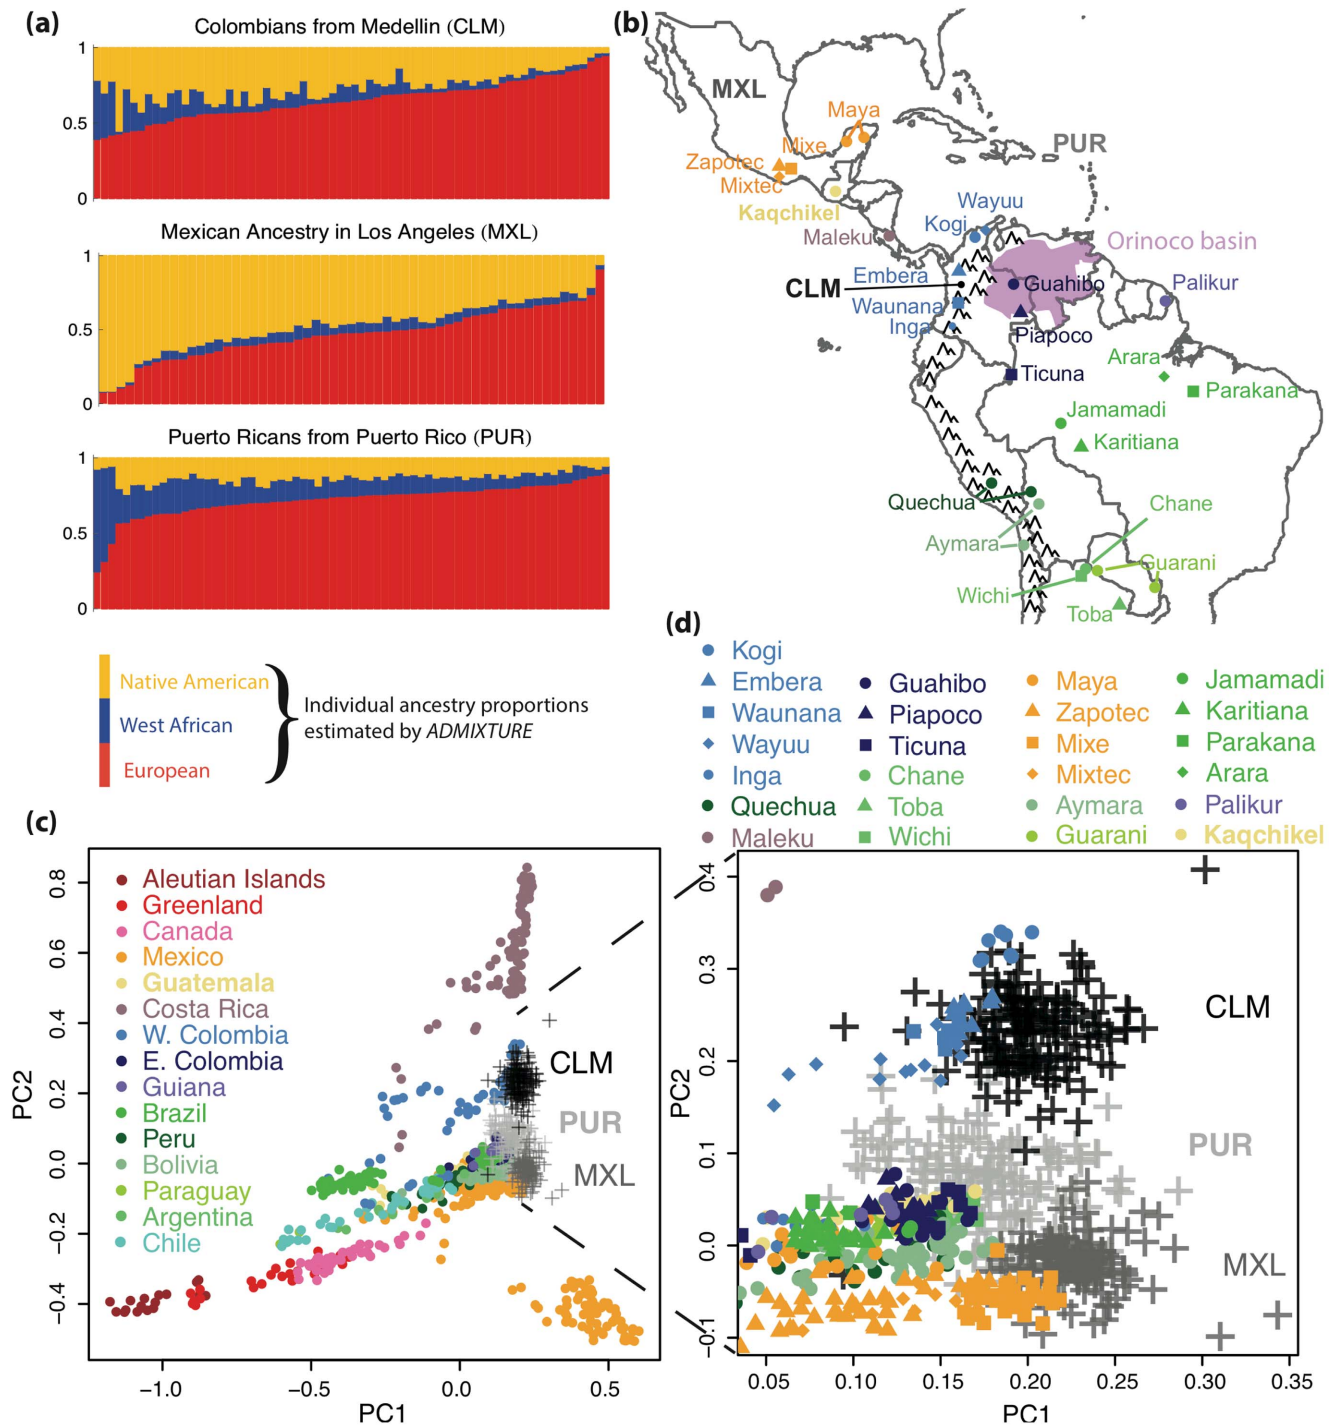 (a)
Colombians from Medellin (CLM)
1
0.5
0
Mexican Ancestry in Los Angeles (MXL)
1
0.5
0
Puerto Ricans from Puerto Rico (PUR)
1
0.5
0
Native American
West African
European
Individual ancestry proportions
estimated by ADMIXTURE
(b)
MXL
Maya
Mixe
Zapotec
Mixtec
Kaqchikel
Maleku
PUR
Wayuu
Kogi
Orinoco basin
Embera
CLM
Guahibo
Palikur
Waunana
Inga
Piapoco
Arara
Ticuna
Parakana
Jamamadi
Karitiana
Quechua
Chane
Aymara
Guarani
Wichi
Toba
(c)
Aleutian Islands
Greenland
Canada
Mexico
Guatemala
Costa Rica
W. Colombia
E. Colombia
Guiana
Brazil
Peru
Bolivia
Paraguay
Argentina
Chile
CLM
PUR
MXL
PC2
0.8
0.6
0.4
0.2
0.0
−0.2
−0.4
−1.0
−0.5
0.0
0.5
PC1
(d)
Kogi
Embera
Waunana
Wayuu
Inga
Quechua
Maleku
Guahibo
Piapoco
Ticuna
Chane
Toba
Wichi
Maya
Zapotec
Mixe
Mixtec
Aymara
Guarani
Jamamadi
Karitiana
Parakana
Arara
Palikur
Kaqchikel
CLM
PUR
MXL
PC2
0.4
0.3
0.2
0.1
0.0
−0.1
0.05
0.10
0.15
0.20
0.25
0.30
0.35
PC1